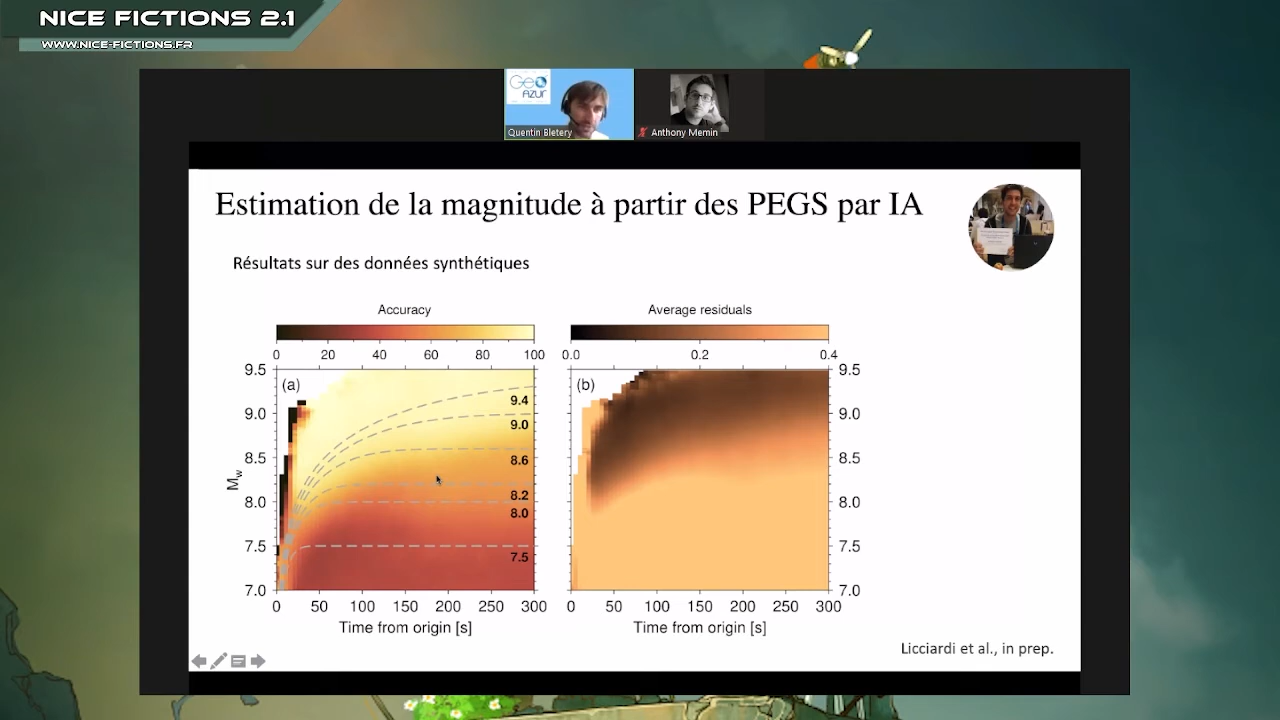 NICE FICTIONS 2.1
WWW.NICE-FICTIONS.FR
Geo
AZUR
Quentin Bletery
Anthony Memin
Estimation de la magnitude à partir des PEGS par IA
Résultats sur des données synthétiques
Accuracy
0 20 40 60 80 100
Average residuals
0.0 0.2 0.4
(a)
9.5
9.0
8.5
8.0
7.5
7.0
Mw
9.4
9.0
8.6
8.2
8.0
7.5
0 50 100 150 200 250 300
Time from origin [s]
(b)
9.5
9.0
8.5
8.0
7.5
7.0
0 50 100 150 200 250 300
Time from origin [s]
Licciardi et al., in prep.